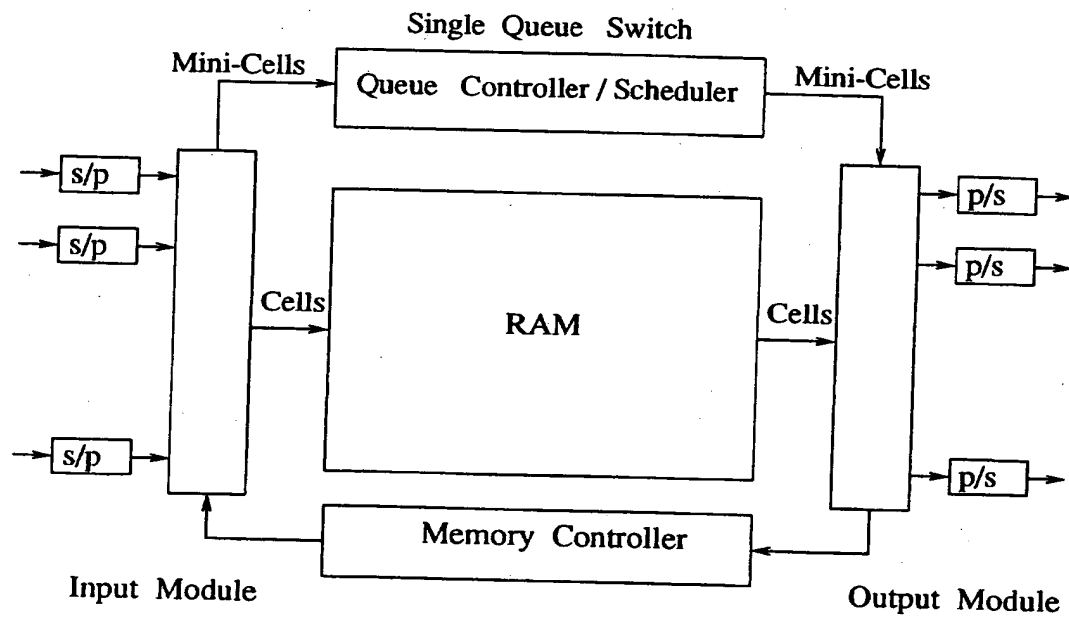 Single Queue Switch
Mini-Cells
Queue Controller / Scheduler
Mini-Cells
s/p
s/p
s/p
Cells
RAM
Cells
p/s
p/s
p/s
Memory Controller
Input Module
Output Module